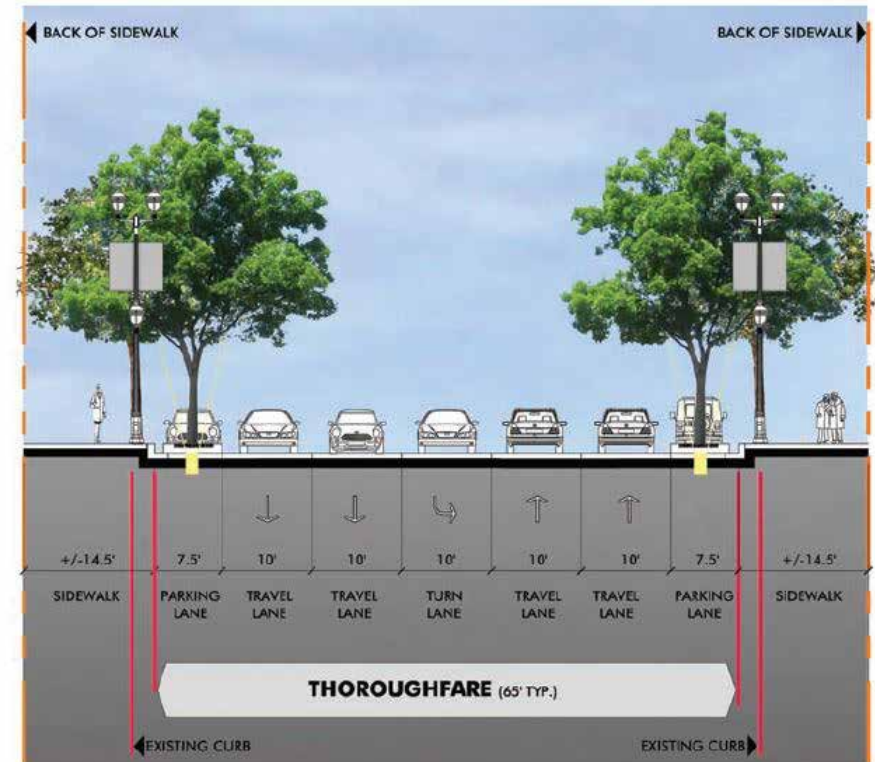 BACK OF SIDEWALK
BACK OF SIDEWALK
+/-14.5' 7.5' 10' 10' 10' 10' 10' 7.5' +/-14.5'
SIDEWALK PARKING TRAVEL TRAVEL TURN TRAVEL TRAVEL PARKING SIDEWALK
LANE LANE LANE LANE LANE LANE LANE
THOROUGHFARE (65' TYP.)
EXISTING CURB
EXISTING CURB